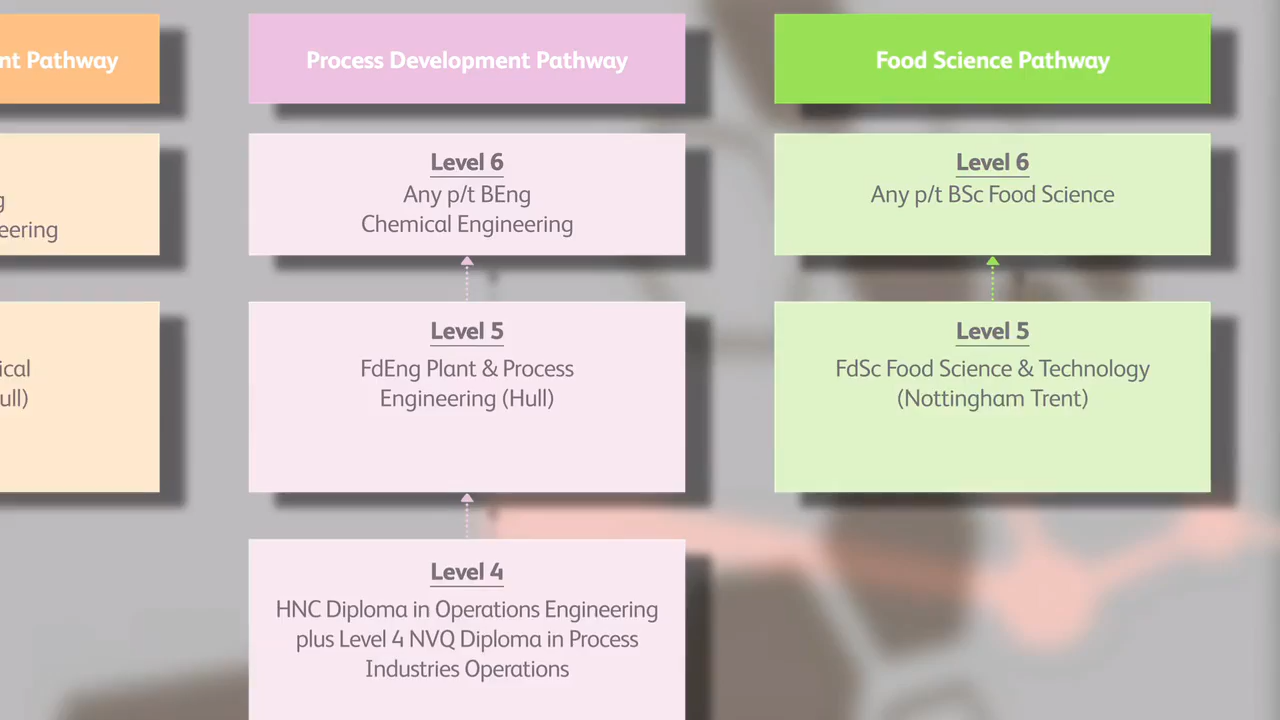 nt Pathway
g
eering
ical
ull)
Process Development Pathway
Level 6
Any p/t BEng
Chemical Engineering
Level 5
FdEng Plant & Process
Engineering (Hull)
Level 4
HNC Diploma in Operations Engineering
plus Level 4 NVQ Diploma in Process
Industries Operations
Food Science Pathway
Level 6
Any p/t BSc Food Science
Level 5
FdSc Food Science & Technology
(Nottingham Trent)